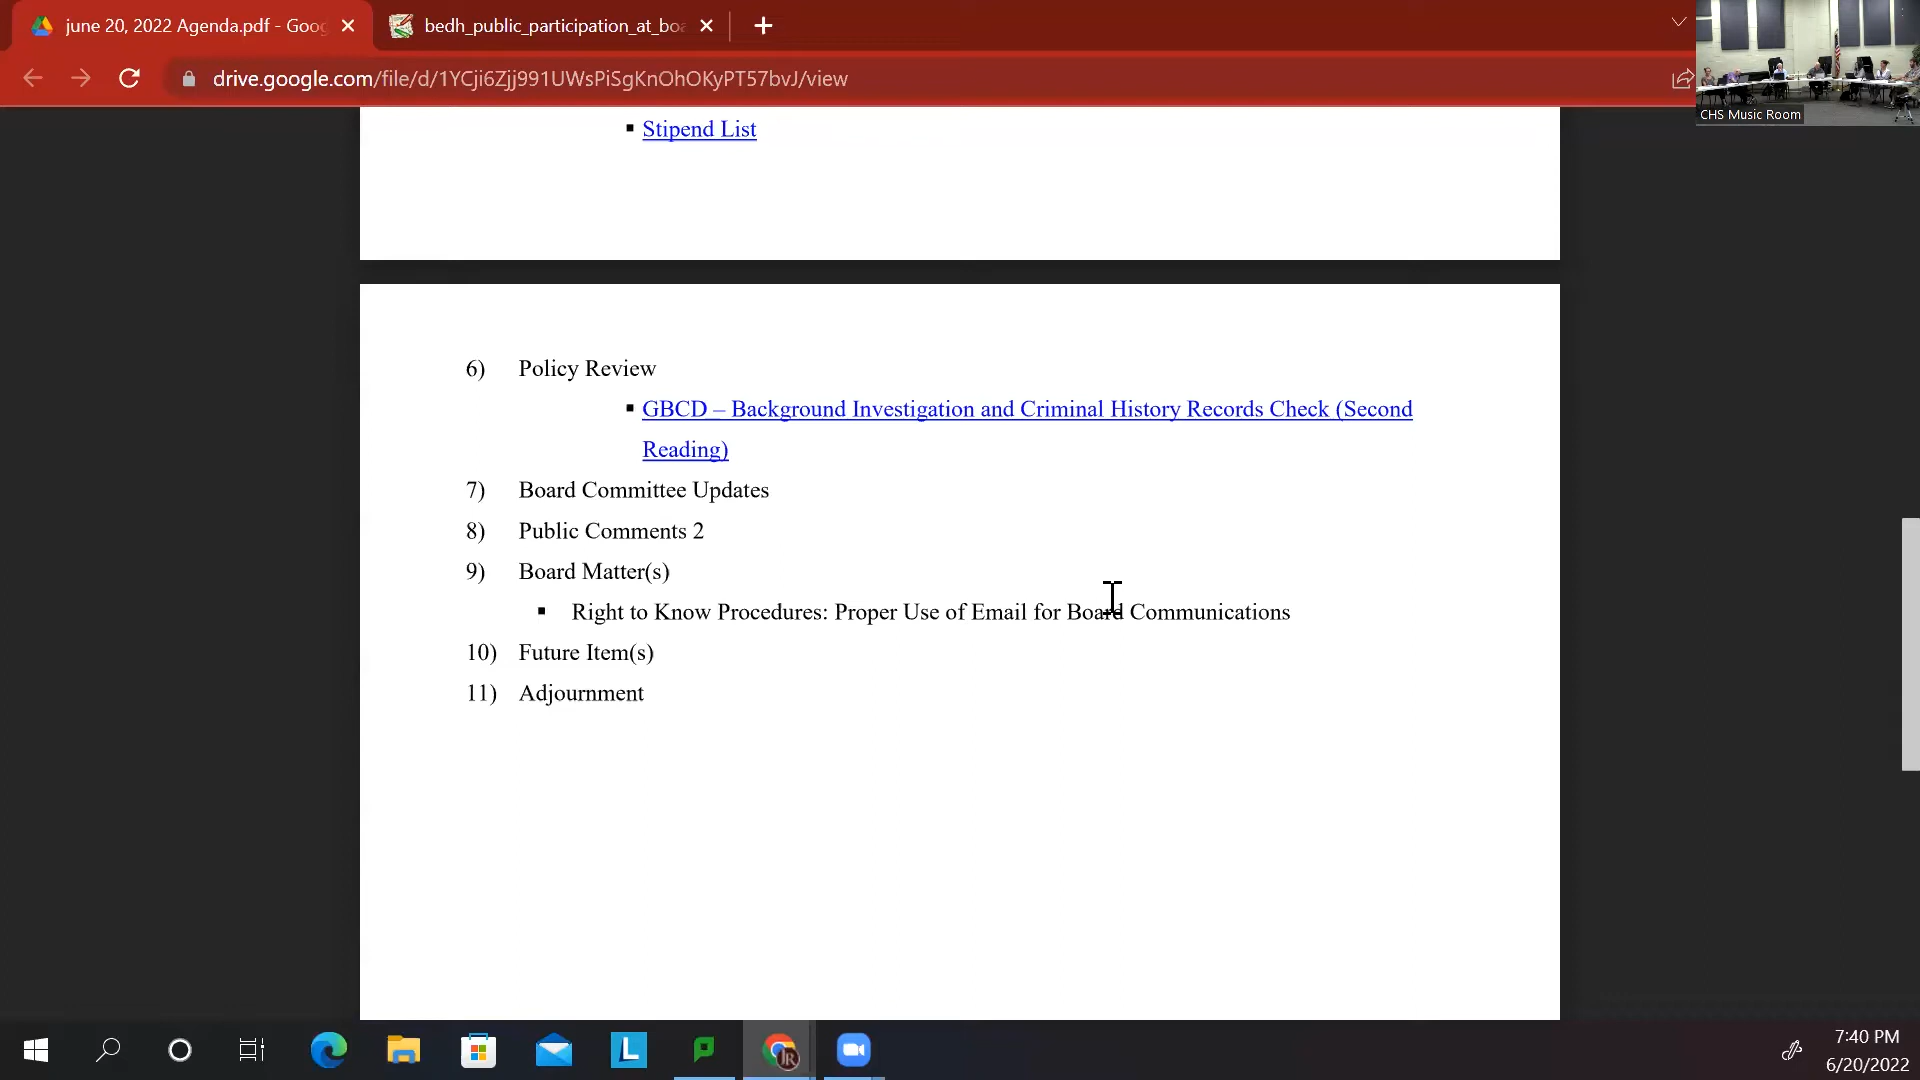 june 20, 2022 Agenda.pdf - Goo
bedh_public_participation_at_boa
drive.google.com/file/d/1YCji6Zjj991UWsPiSgKnOhOKyPT57bvJ/view
CHS Music Room
▪ Stipend List
6) Policy Review
▪ GBCD – Background Investigation and Criminal History Records Check (Second
Reading)
7) Board Committee Updates
8) Public Comments 2
9) Board Matter(s)
▪ Right to Know Procedures: Proper Use of Email for Board Communications
10) Future Item(s)
11) Adjournment
L
JR
7:40 PM
6/20/2022